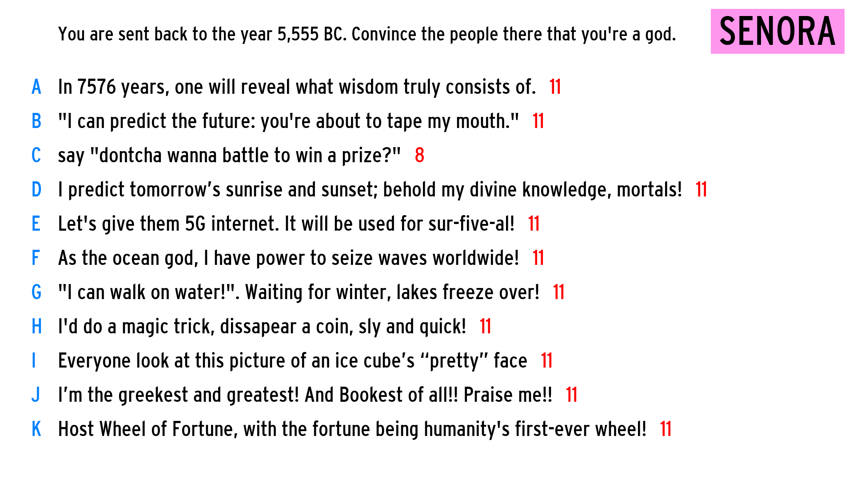 You are sent back to the year 5,555 BC. Convince the people there that you're a god.
SENORA
A In 7576 years, one will reveal what wisdom truly consists of. 11
B "I can predict the future: you're about to tape my mouth." 11
C say "dontcha wanna battle to win a prize?" 8
D I predict tomorrow’s sunrise and sunset; behold my divine knowledge, mortals! 11
E Let's give them 5G internet. It will be used for sur-five-al! 11
F As the ocean god, I have power to seize waves worldwide! 11
G "I can walk on water!". Waiting for winter, lakes freeze over! 11
H I'd do a magic trick, dissapear a coin, sly and quick! 11
I Everyone look at this picture of an ice cube’s “pretty” face 11
J I’m the greekest and greatest! And Bookest of all!! Praise me!! 11
K Host Wheel of Fortune, with the fortune being humanity's first-ever wheel! 11